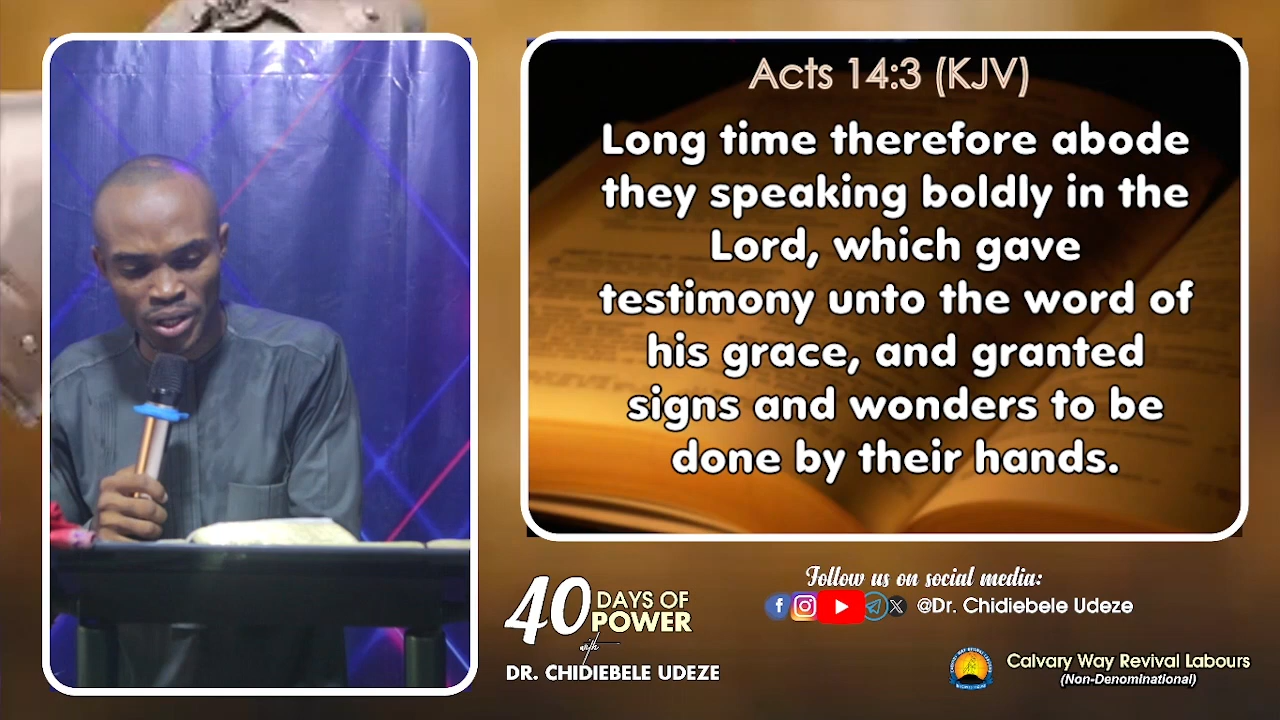 Acts 14:3 (KJV)
Long time therefore abode
they speaking boldly in the
Lord, which gave
testimony unto the word of
his grace, and granted
signs and wonders to be
done by their hands.
40 DAYS OF
POWER
with
DR. CHIDIEBELE UDEZE
Follow us on social media:
@Dr. Chidiebele Udeze
Calvary Way Revival Labours
(Non-Denominational)